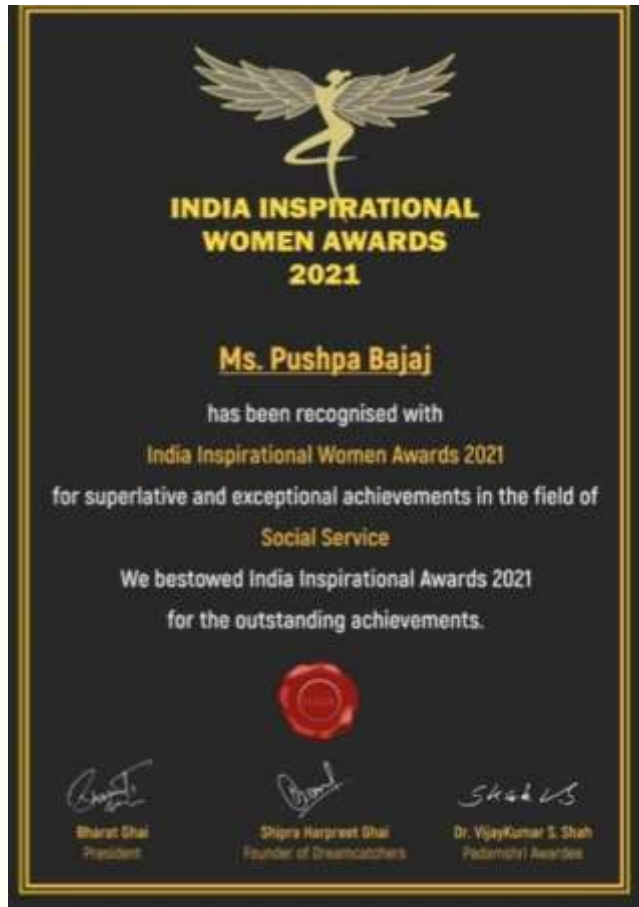 INDIA INSPIRATIONAL
WOMEN AWARDS
2021
Ms. Pushpa Bajaj
has been recognised with
India Inspirational Women Awards 2021
for superlative and exceptional achievements in the field of
Social Service
We bestowed India Inspirational Awards 2021
for the outstanding achievements.
Shah VS
Bharat Ghai
Shipra Harpreet Ghai
Dr. VijayKumar S. Shah
President
Founder of Dreamcatchers
Padamshri Awardee